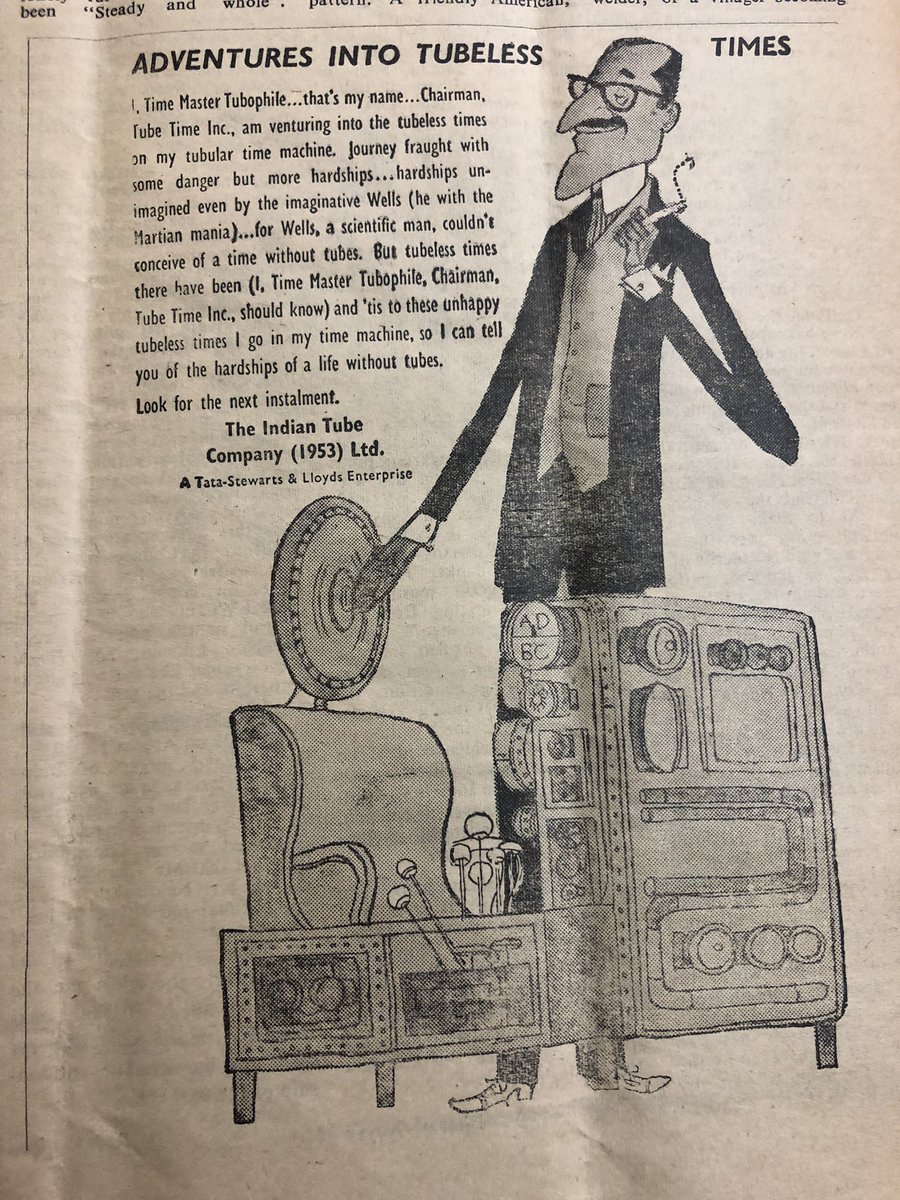 been "Steady and whole". pattern. A friendly American, welder, or a villager
ADVENTURES INTO TUBELESS TIMES
I, Time Master Tubophile...that's my name...Chairman,
Tube Time Inc., am venturing into the tubeless times
on my tubular time machine. Journey fraught with
some danger but more hardships...hardships un-
imagined even by the imaginative Wells (he with the
Martian mania)...for Wells, a scientific man, couldn't
conceive of a time without tubes. But tubeless times
there have been (I, Time Master Tubophile, Chairman,
Tube Time Inc., should know) and 'tis to these unhappy
tubeless times I go in my time machine, so I can tell
you of the hardships of a life without tubes.
Look for the next instalment.
The Indian Tube
Company (1953) Ltd.
A Tata-Stewarts & Lloyds Enterprise
AD
BC